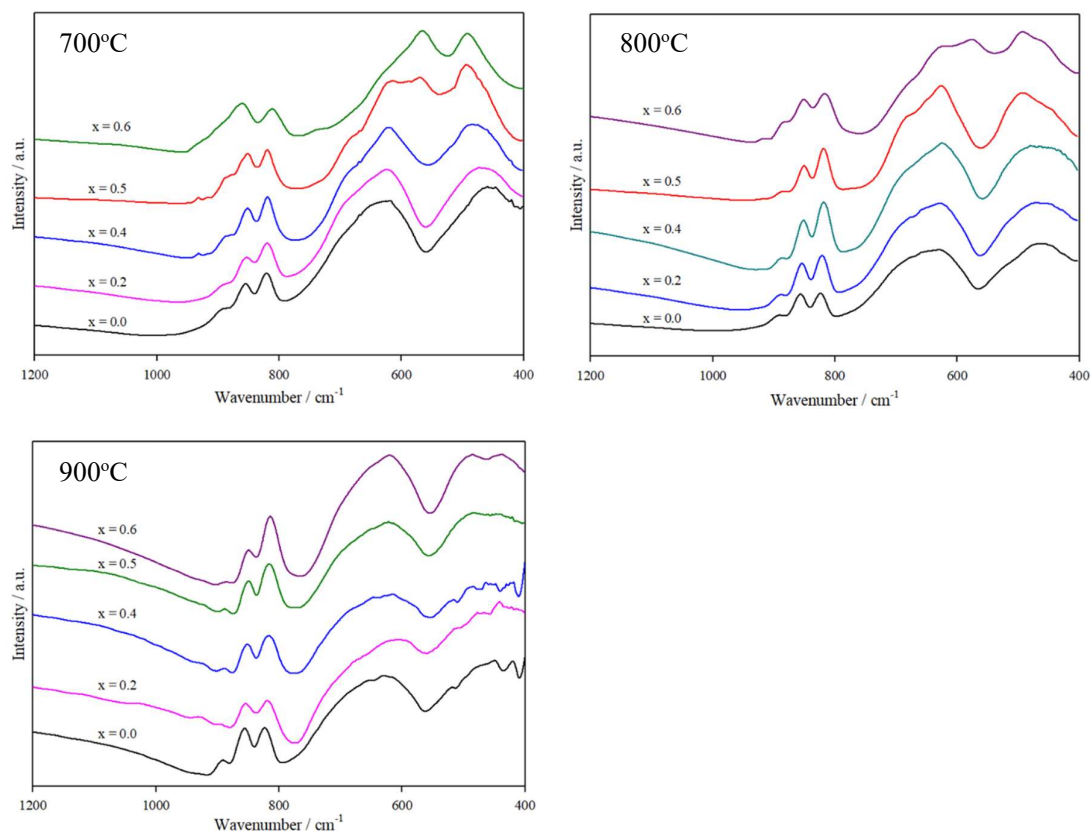 700°C
x = 0.6
x = 0.5
x = 0.4
x = 0.2
x = 0.0
Intensity / a.u.
1200 1000 800 600 400
Wavenumber / cm⁻¹
800°C
x = 0.6
x = 0.5
x = 0.4
x = 0.2
x = 0.0
Intensity / a.u.
1200 1000 800 600 400
Wavenumber / cm⁻¹
900°C
x = 0.6
x = 0.5
x = 0.4
x = 0.2
x = 0.0
Intensity / a.u.
1200 1000 800 600 400
Wavenumber / cm⁻¹